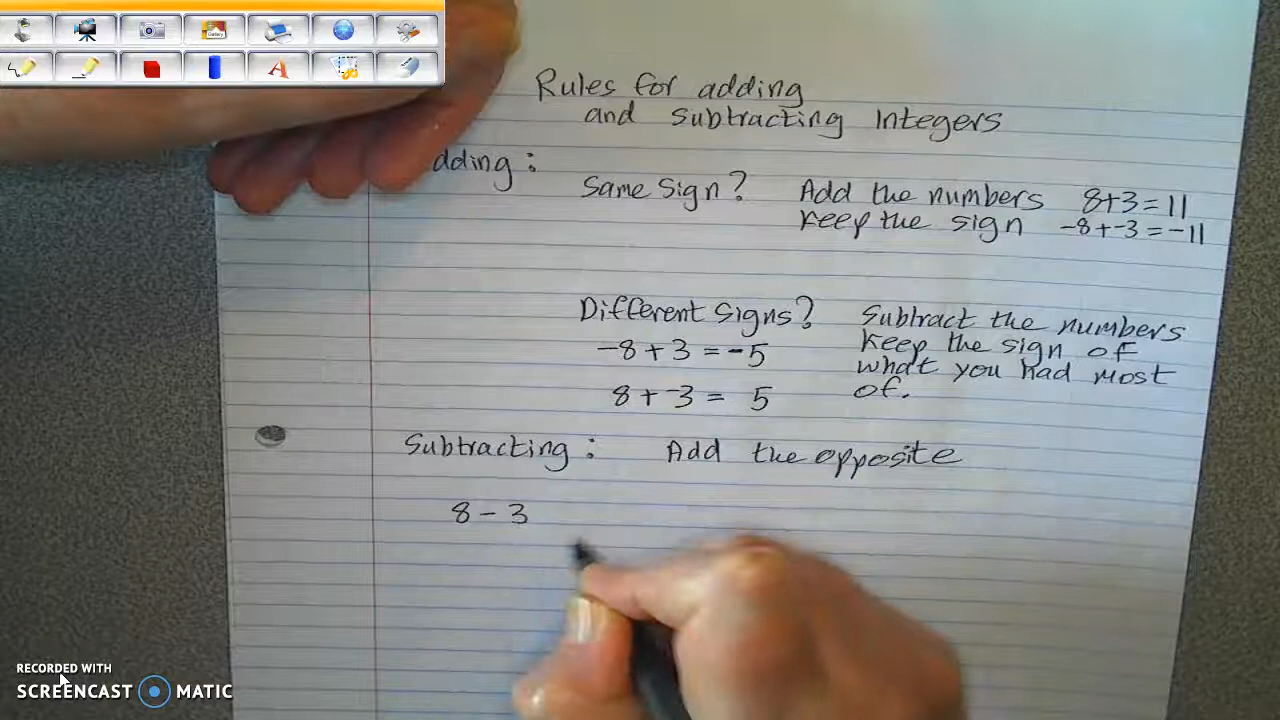 Rules for adding
and Subtracting Integers
dding:
Same Sign? Add the numbers 8+3=11
keep the sign -8+-3=-11
Different Signs? Subtract the numbers
-8+3=-5 keep the sign of
what you had most
8+-3= 5 of.
Subtracting: Add the opposite
8-3
RECORDED WITH
SCREENCAST MATIC